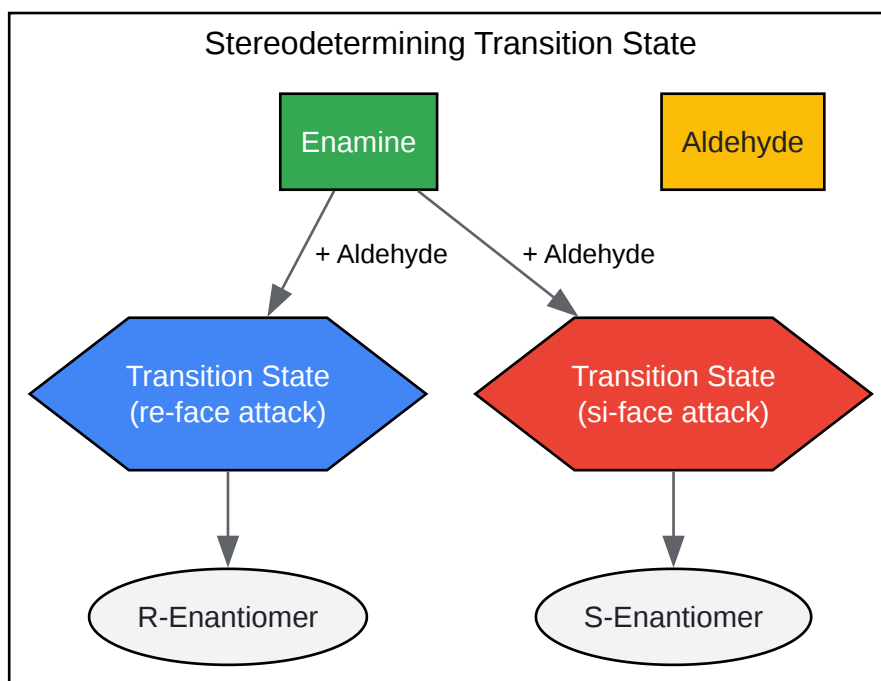 Stereodetermining Transition State
Enamine
Aldehyde
+ Aldehyde
+ Aldehyde
Transition State
(re-face attack)
Transition State
(si-face attack)
R-Enantiomer
S-Enantiomer